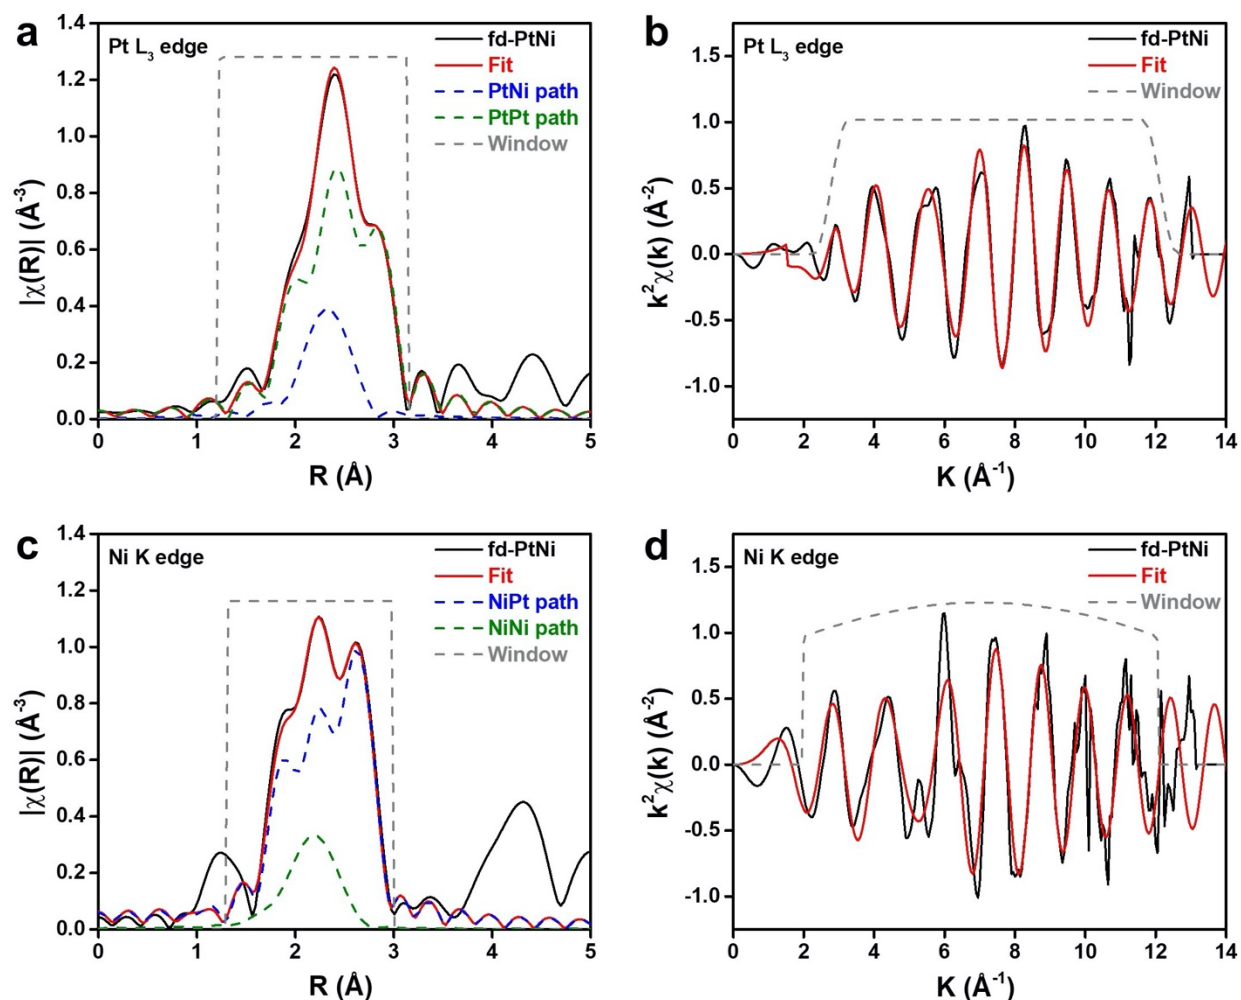 a
Pt L₃ edge
fd-PtNi
Fit
PtNi path
PtPt path
Window
|χ(R)| (Å⁻³)
1.4
1.2
1.0
0.8
0.6
0.4
0.2
0.0
0 1 2 3 4 5
R (Å)
b
Pt L₃ edge
fd-PtNi
Fit
Window
k²χ(k) (Å⁻²)
1.5
1.0
0.5
0.0
-0.5
-1.0
0 2 4 6 8 10 12 14
K (Å⁻¹)
c
Ni K edge
fd-PtNi
Fit
NiPt path
NiNi path
Window
|χ(R)| (Å⁻³)
1.4
1.2
1.0
0.8
0.6
0.4
0.2
0.0
0 1 2 3 4 5
R (Å)
d
Ni K edge
fd-PtNi
Fit
Window
k²χ(k) (Å⁻²)
1.5
1.0
0.5
0.0
-0.5
-1.0
0 2 4 6 8 10 12 14
K (Å⁻¹)